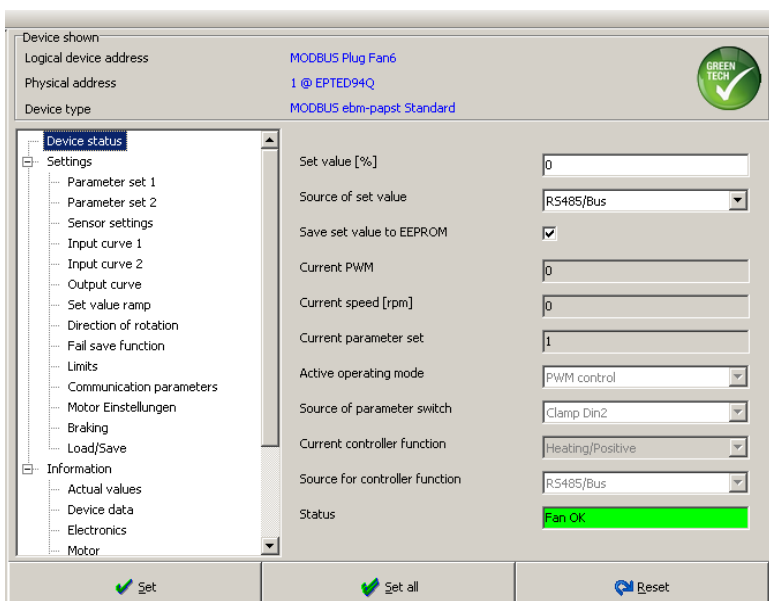 Device shown
Logical device address MODBUS Plug Fan6
Physical address 1 @ EPTED94Q
Device type MODBUS ebm-papst Standard
GREEN
TECH
Device status
Settings
Parameter set 1
Parameter set 2
Sensor settings
Input curve 1
Input curve 2
Output curve
Set value ramp
Direction of rotation
Fail save function
Limits
Communication parameters
Motor Einstellungen
Braking
Load/Save
Information
Actual values
Device data
Electronics
Motor
Set value [%] 0
Source of set value RS485/Bus
Save set value to EEPROM
Current PWM 0
Current speed [rpm] 0
Current parameter set 1
Active operating mode PWM control
Source of parameter switch Clamp Din2
Current controller function Heating/Positive
Source for controller function RS485/Bus
Status Fan OK
Set Set all Reset